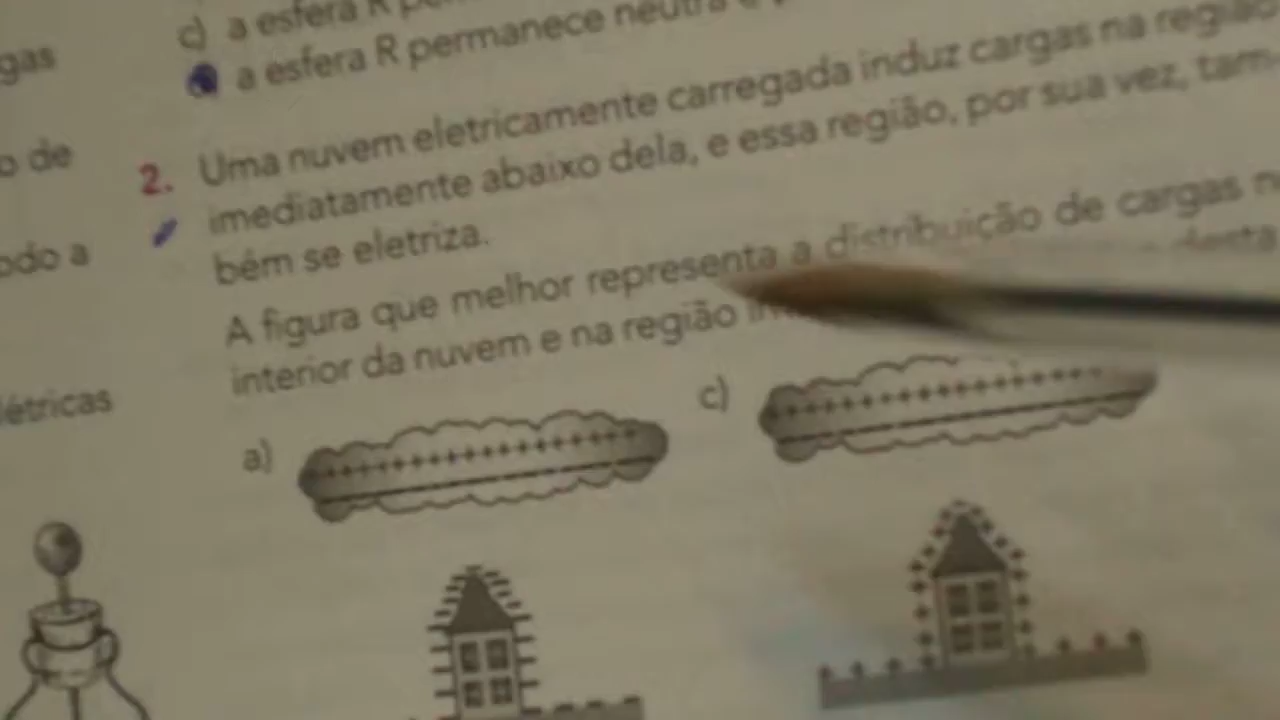 gas
o de
odo a
létricas
c) a esfera R
a esfera R permanece neutra e
2. Uma nuvem eletricamente carregada induz cargas na região
imediatamente abaixo dela, e essa região, por sua vez, tam-
bém se eletriza.
A figura que melhor representa a distribuição de cargas
interior da nuvem e na região
desta
a)
c)